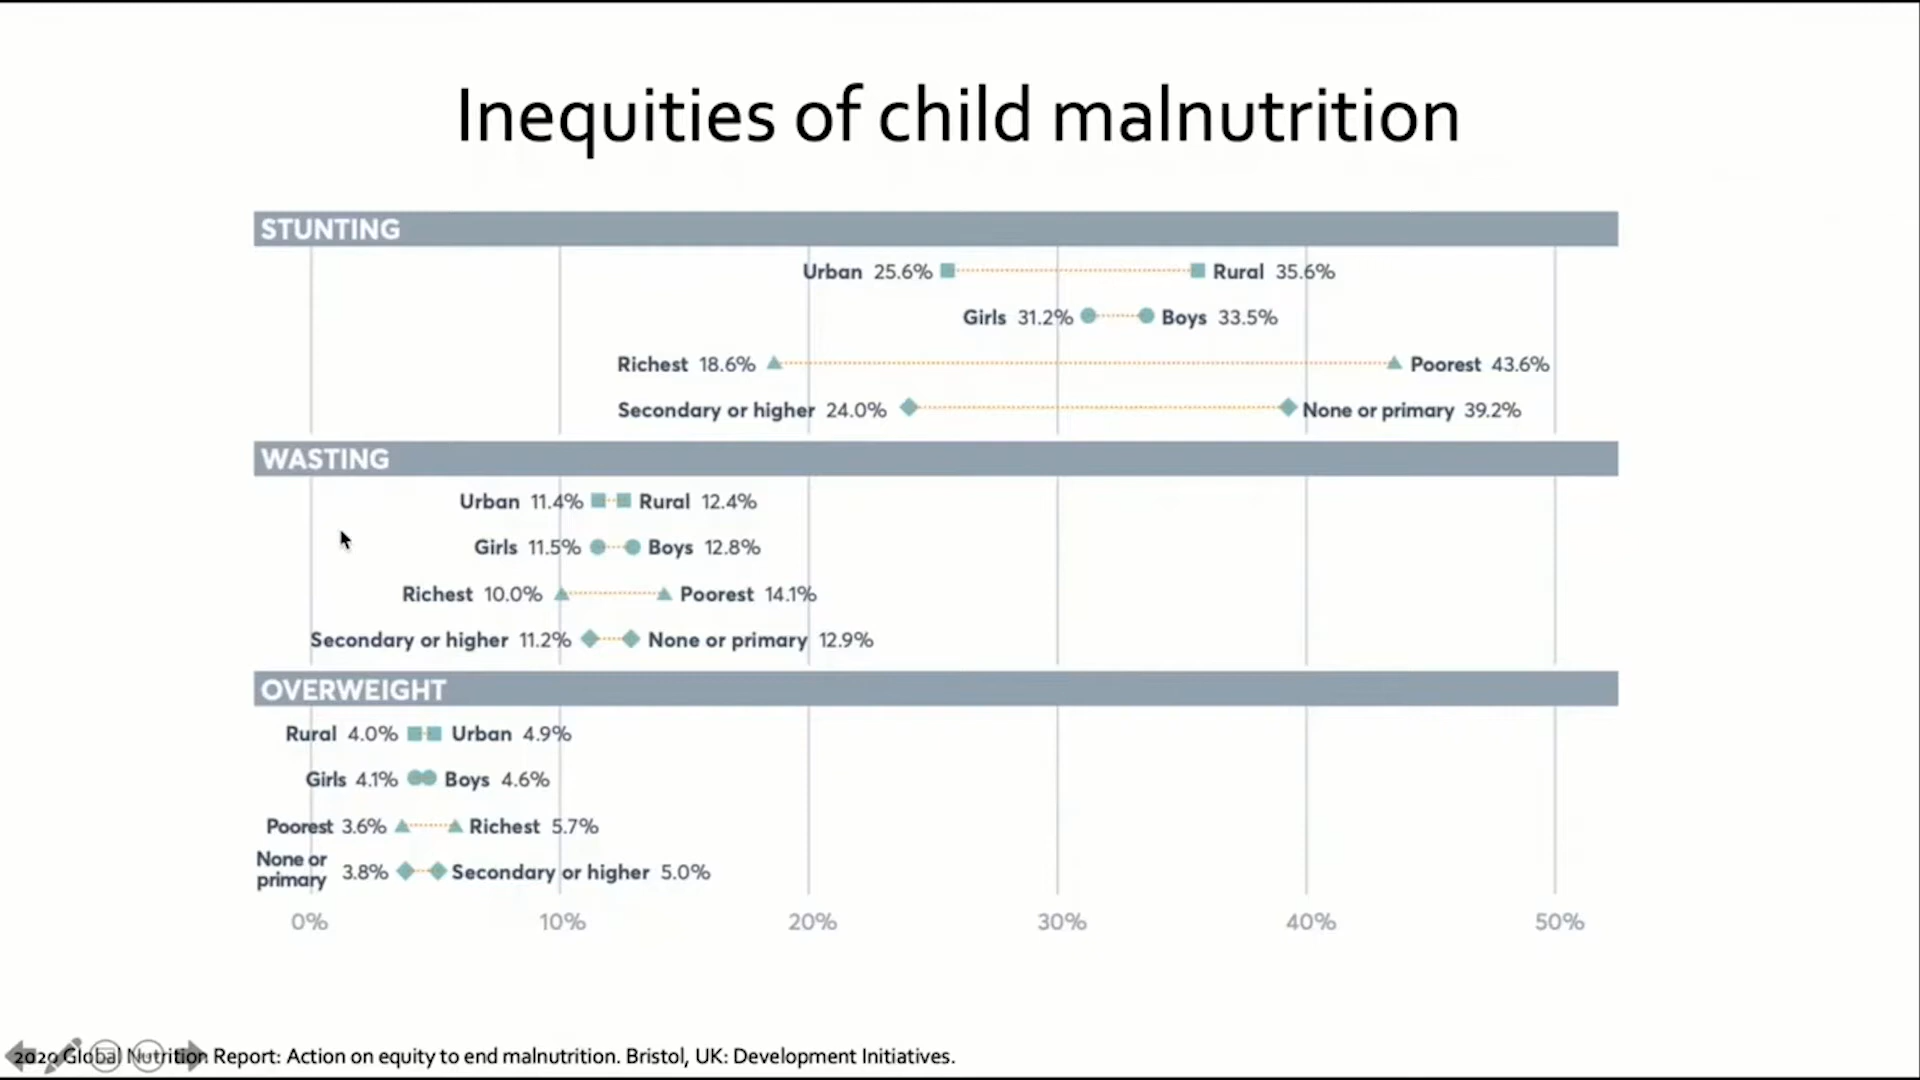 Inequities of child malnutrition
STUNTING
Urban 25.6% Rural 35.6%
Girls 31.2% Boys 33.5%
Richest 18.6% Poorest 43.6%
Secondary or higher 24.0% None or primary 39.2%
WASTING
Urban 11.4% Rural 12.4%
Girls 11.5% Boys 12.8%
Richest 10.0% Poorest 14.1%
Secondary or higher 11.2% None or primary 12.9%
OVERWEIGHT
Rural 4.0% Urban 4.9%
Girls 4.1% Boys 4.6%
Poorest 3.6% Richest 5.7%
None or
primary 3.8% Secondary or higher 5.0%
0% 10% 20% 30% 40% 50%
2020 Global Nutrition Report: Action on equity to end malnutrition. Bristol, UK: Development Initiatives.